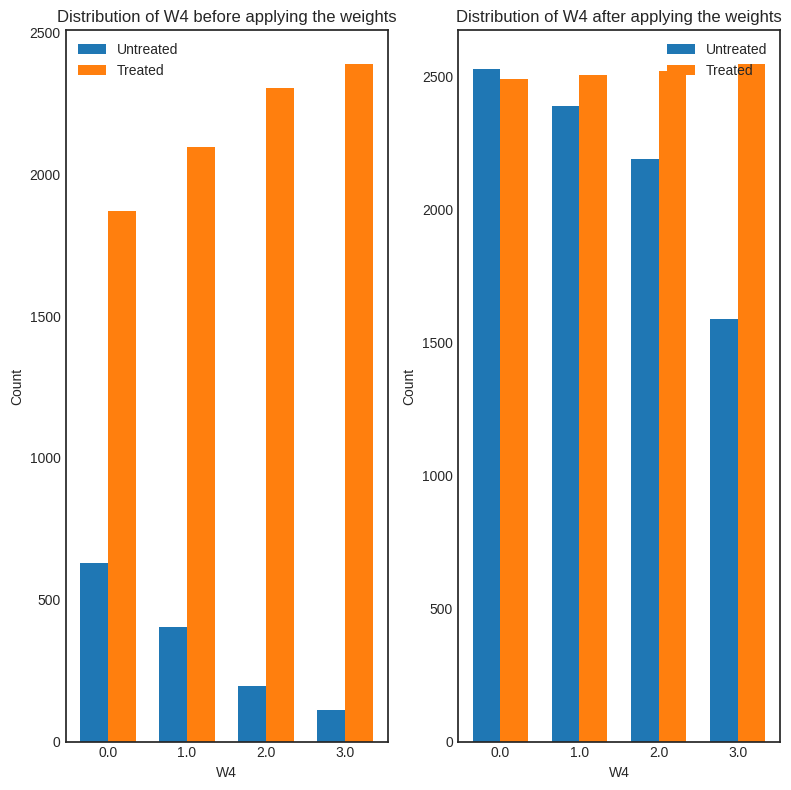 Distribution of W4 before applying the weights
Untreated
Treated
2500
2000
1500
1000
500
0
Count
0.0 1.0 2.0 3.0
W4
Distribution of W4 after applying the weights
Untreated
Treated
2500
2000
1500
1000
500
0
Count
0.0 1.0 2.0 3.0
W4